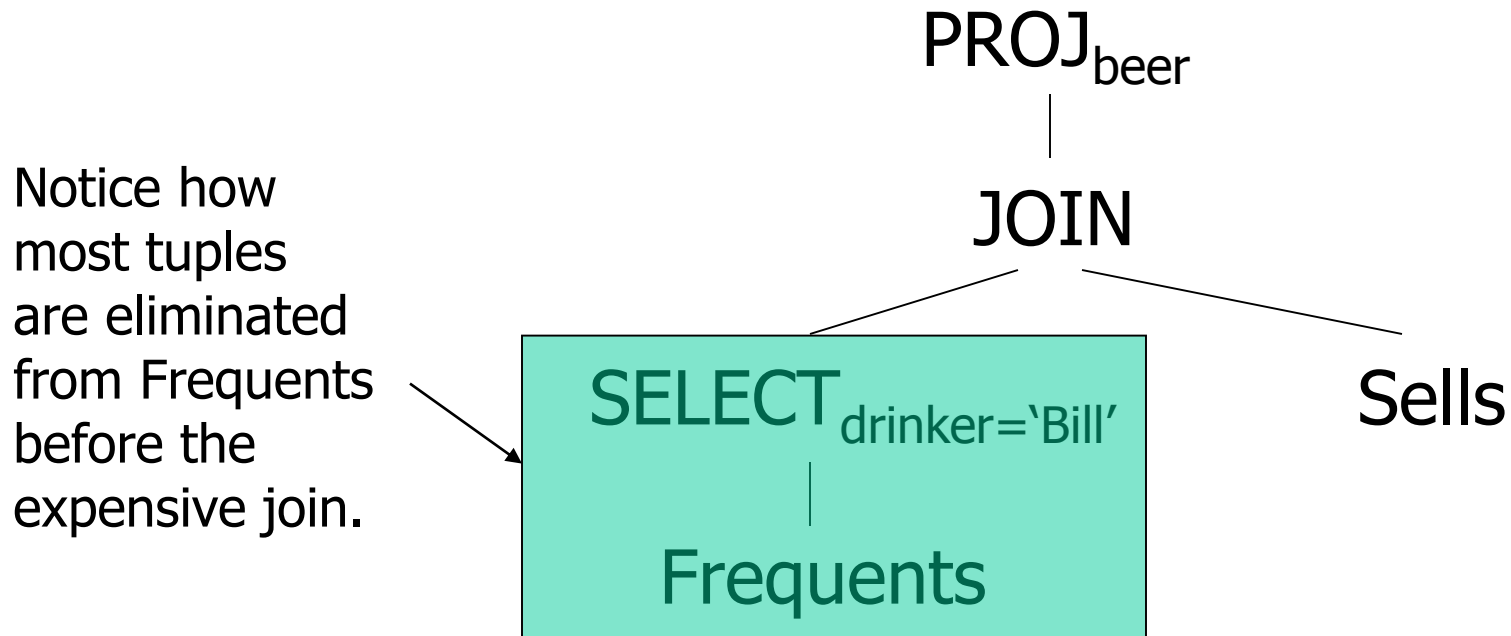 PROJbeer
JOIN
Notice how
most tuples
are eliminated
from Frequents
before the
expensive join.
SELECTdrinker=‘Bill’
Sells
Frequents